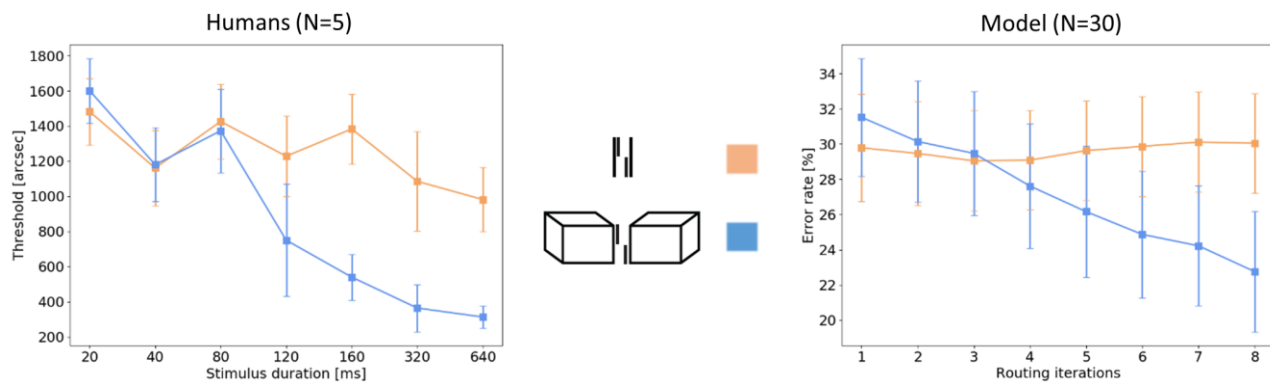 Humans (N=5)
Threshold [arcsec]
1800
1600
1400
1200
1000
800
600
400
200
20 40 80 120 160 320 640
Stimulus duration [ms]
Model (N=30)
Error rate [%]
34
32
30
28
26
24
22
20
1 2 3 4 5 6 7 8
Routing iterations